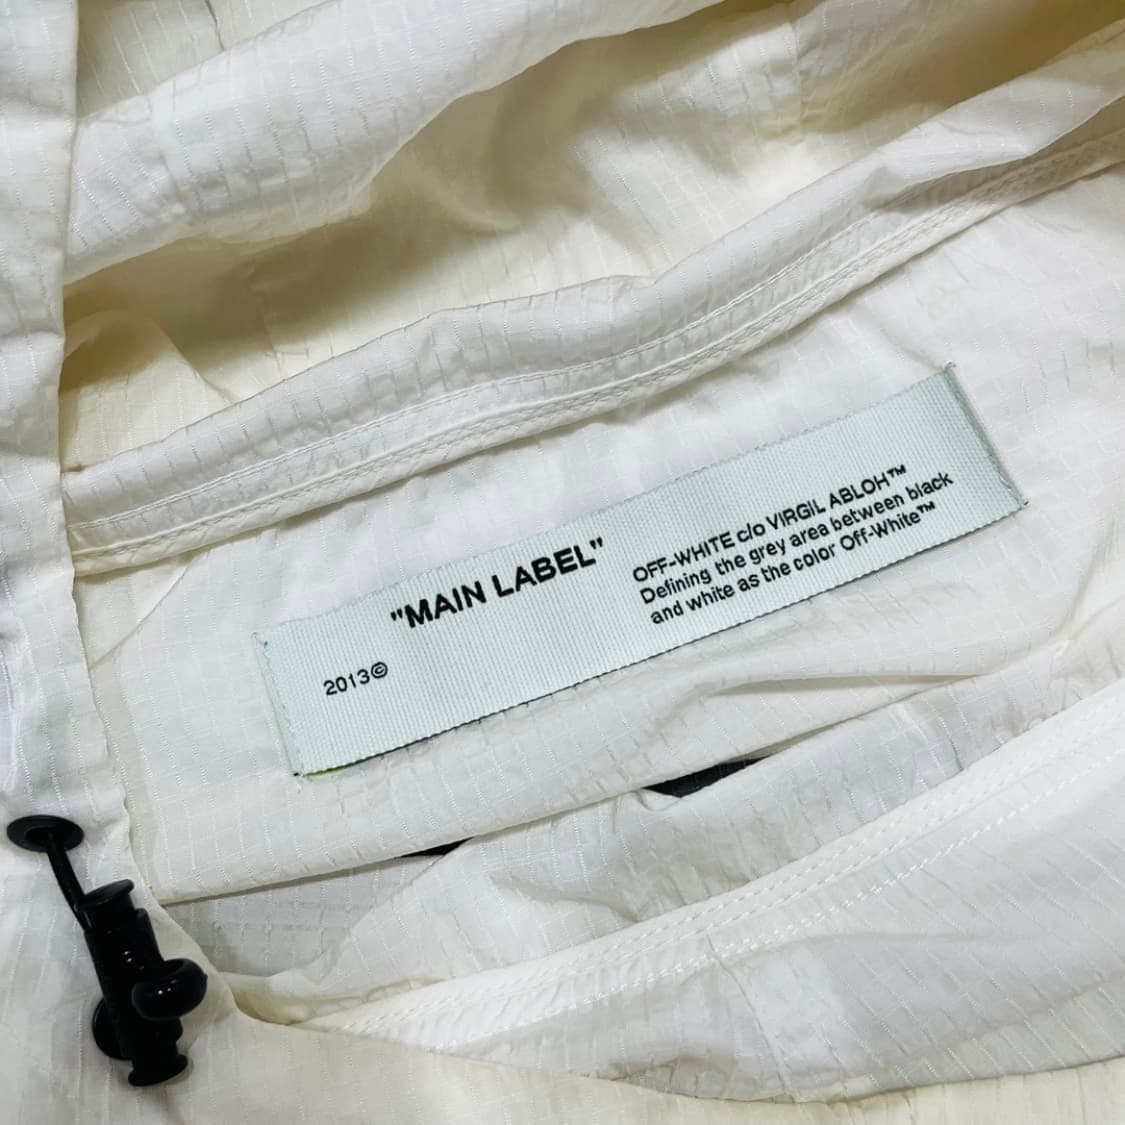 "MAIN LABEL"
2013©
OFF-WHITE c/o VIRGIL ABLOH™
Defining the grey area between black
and white as the color Off-White™